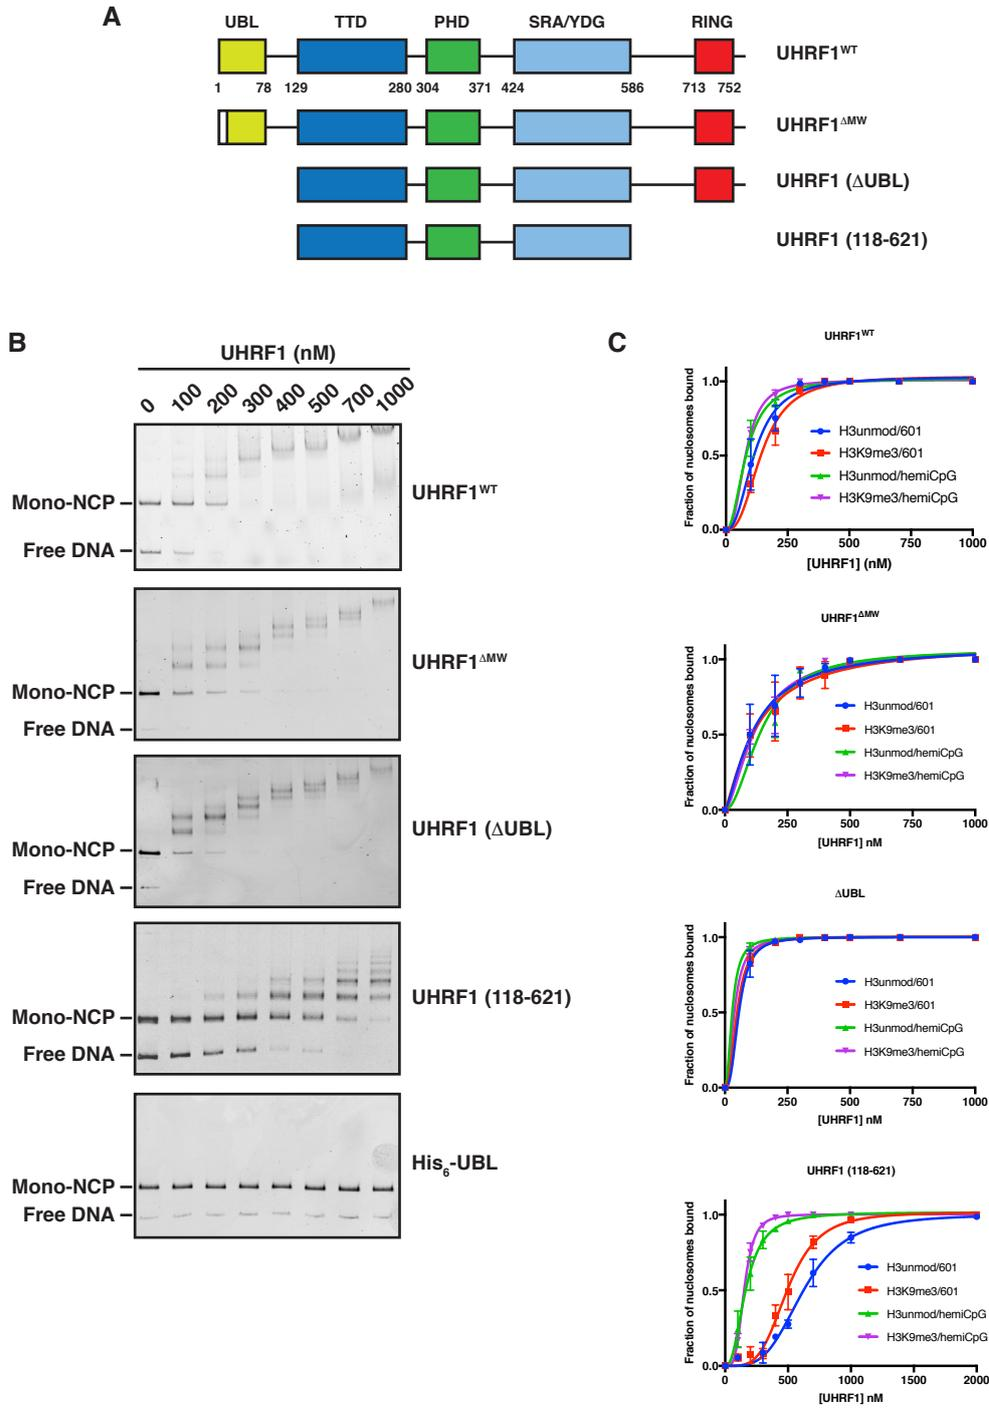 A
UBL TTD PHD SRA/YDG RING
UHRF1WT
1 78 129 280 304 371 424 586 713 752
UHRF1ΔMW
UHRF1 (ΔUBL)
UHRF1 (118-621)
B
UHRF1 (nM)
0 100 200 300 400 500 700 1000
Mono-NCP
Free DNA
UHRF1WT
Mono-NCP
Free DNA
UHRF1ΔMW
Mono-NCP
Free DNA
UHRF1 (ΔUBL)
Mono-NCP
Free DNA
UHRF1 (118-621)
Mono-NCP
Free DNA
His6-UBL
C
UHRF1WT
Fraction of nuclosomes bound
1.0
0.5
0.0
H3unmod/601
H3K9me3/601
H3unmod/hemiCpG
H3K9me3/hemiCpG
0 250 500 750 1000
[UHRF1] (nM)
UHRF1ΔMW
Fraction of nuclosomes bound
1.0
0.5
0.0
H3unmod/601
H3K9me3/601
H3unmod/hemiCpG
H3K9me3/hemiCpG
0 250 500 750 1000
[UHRF1] nM
ΔUBL
Fraction of nuclosomes bound
1.0
0.5
0.0
H3unmod/601
H3K9me3/601
H3unmod/hemiCpG
H3K9me3/hemiCpG
0 250 500 750 1000
[UHRF1] nM
UHRF1 (118-621)
Fraction of nuclosomes bound
1.0
0.5
0.0
H3unmod/601
H3K9me3/601
H3unmod/hemiCpG
H3K9me3/hemiCpG
0 500 1000 1500 2000
[UHRF1] nM